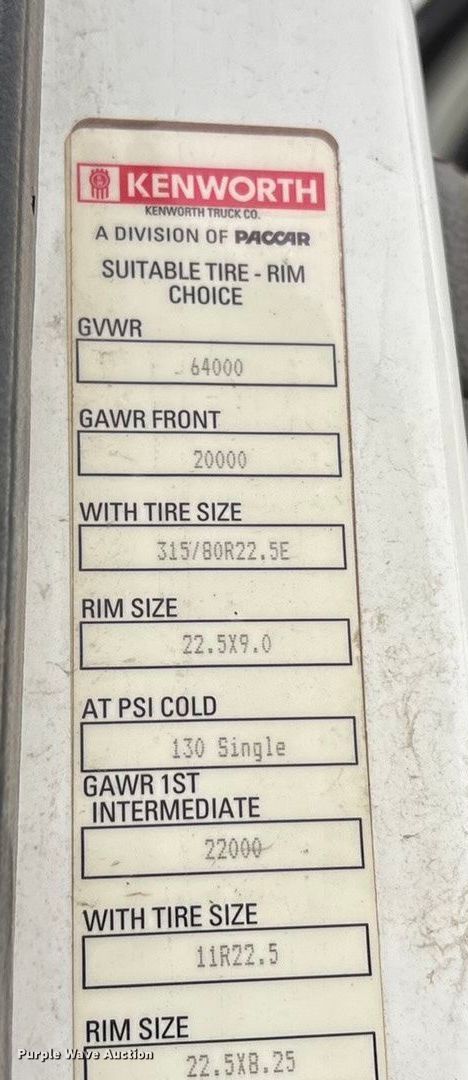 KENWORTH
KENWORTH TRUCK CO.
A DIVISION OF PACCAR
SUITABLE TIRE - RIM
CHOICE
GVWR
64000
GAWR FRONT
20000
WITH TIRE SIZE
315/80R22.5E
RIM SIZE
22.5X9.0
AT PSI COLD
130 Single
GAWR 1ST
INTERMEDIATE
22000
WITH TIRE SIZE
11R22.5
RIM SIZE
22.5X8.25
Purple Wave Auction